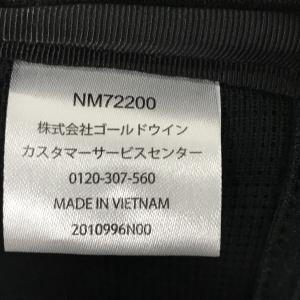 NM72200
株式会社ゴールドウイン
カスタマーサービスセンター
0120-307-560
MADE IN VIETNAM
2010996N00